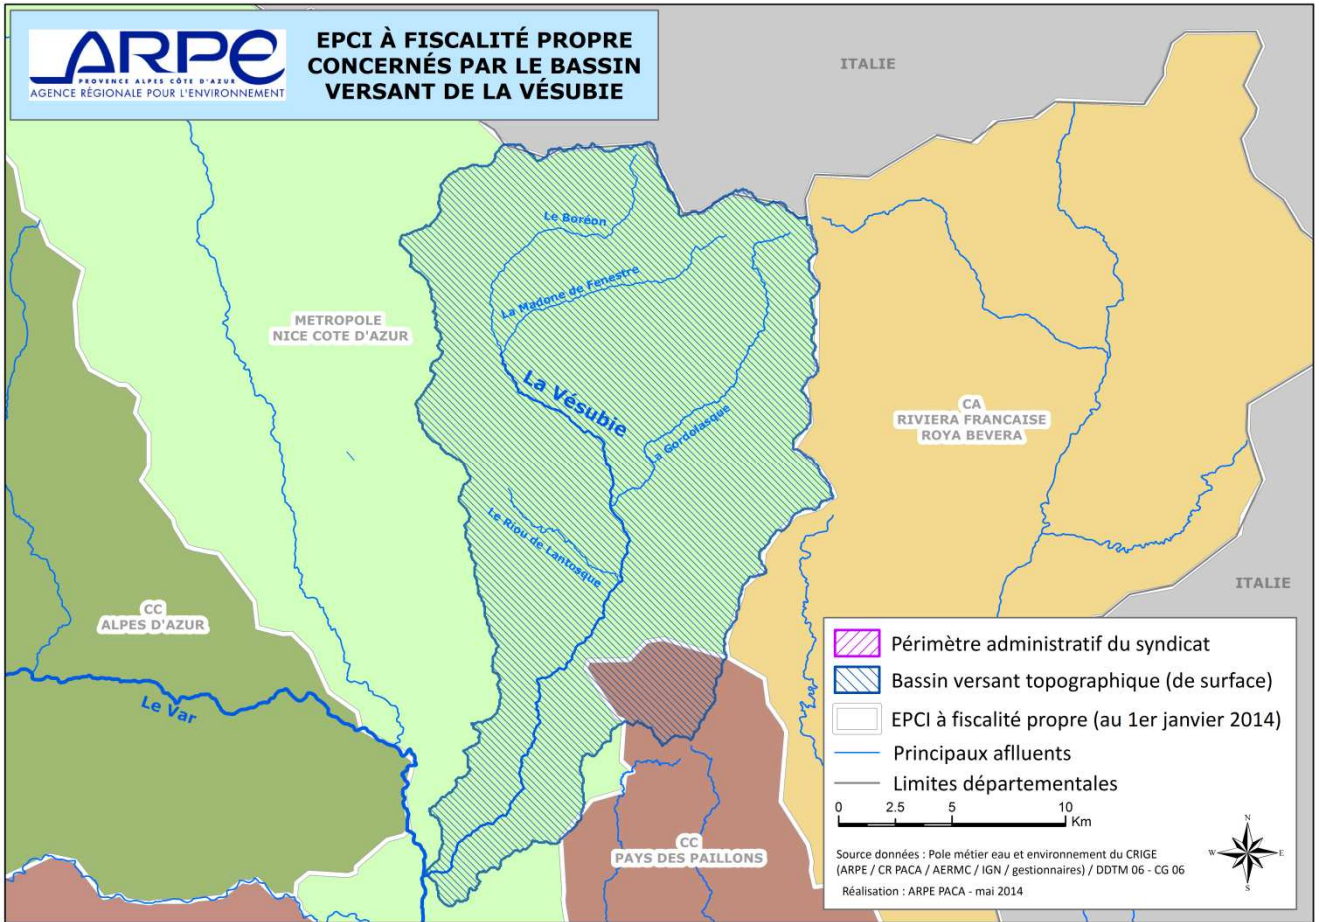 ARPE
PROVENCE ALPES CÔTE D'AZUR
AGENCE RÉGIONALE POUR L'ENVIRONNEMENT
EPCI À FISCALITÉ PROPRE
CONCERNÉS PAR LE BASSIN
VERSANT DE LA VÉSUBIE
ITALIE
Le Boréon
La Madone de Fenestre
METROPOLE
NICE COTE D'AZUR
La Vésubie
La Gordolasque
CA
RIVIERA FRANCAISE
ROYA BEVERA
Le Riou de Lantosque
ITALIE
CC
ALPES D'AZUR
Le Var
CC
PAYS DES PAILLONS
Périmètre administratif du syndicat
Bassin versant topographique (de surface)
EPCI à fiscalité propre (au 1er janvier 2014)
Principaux aflluents
Limites départementales
0 2.5 5 10
Km
Source données : Pole métier eau et environnement du CRIGE
(ARPE / CR PACA / AERMC / IGN / gestionnaires) / DDTM 06 - CG 06
Réalisation : ARPE PACA - mai 2014
N
W E
S